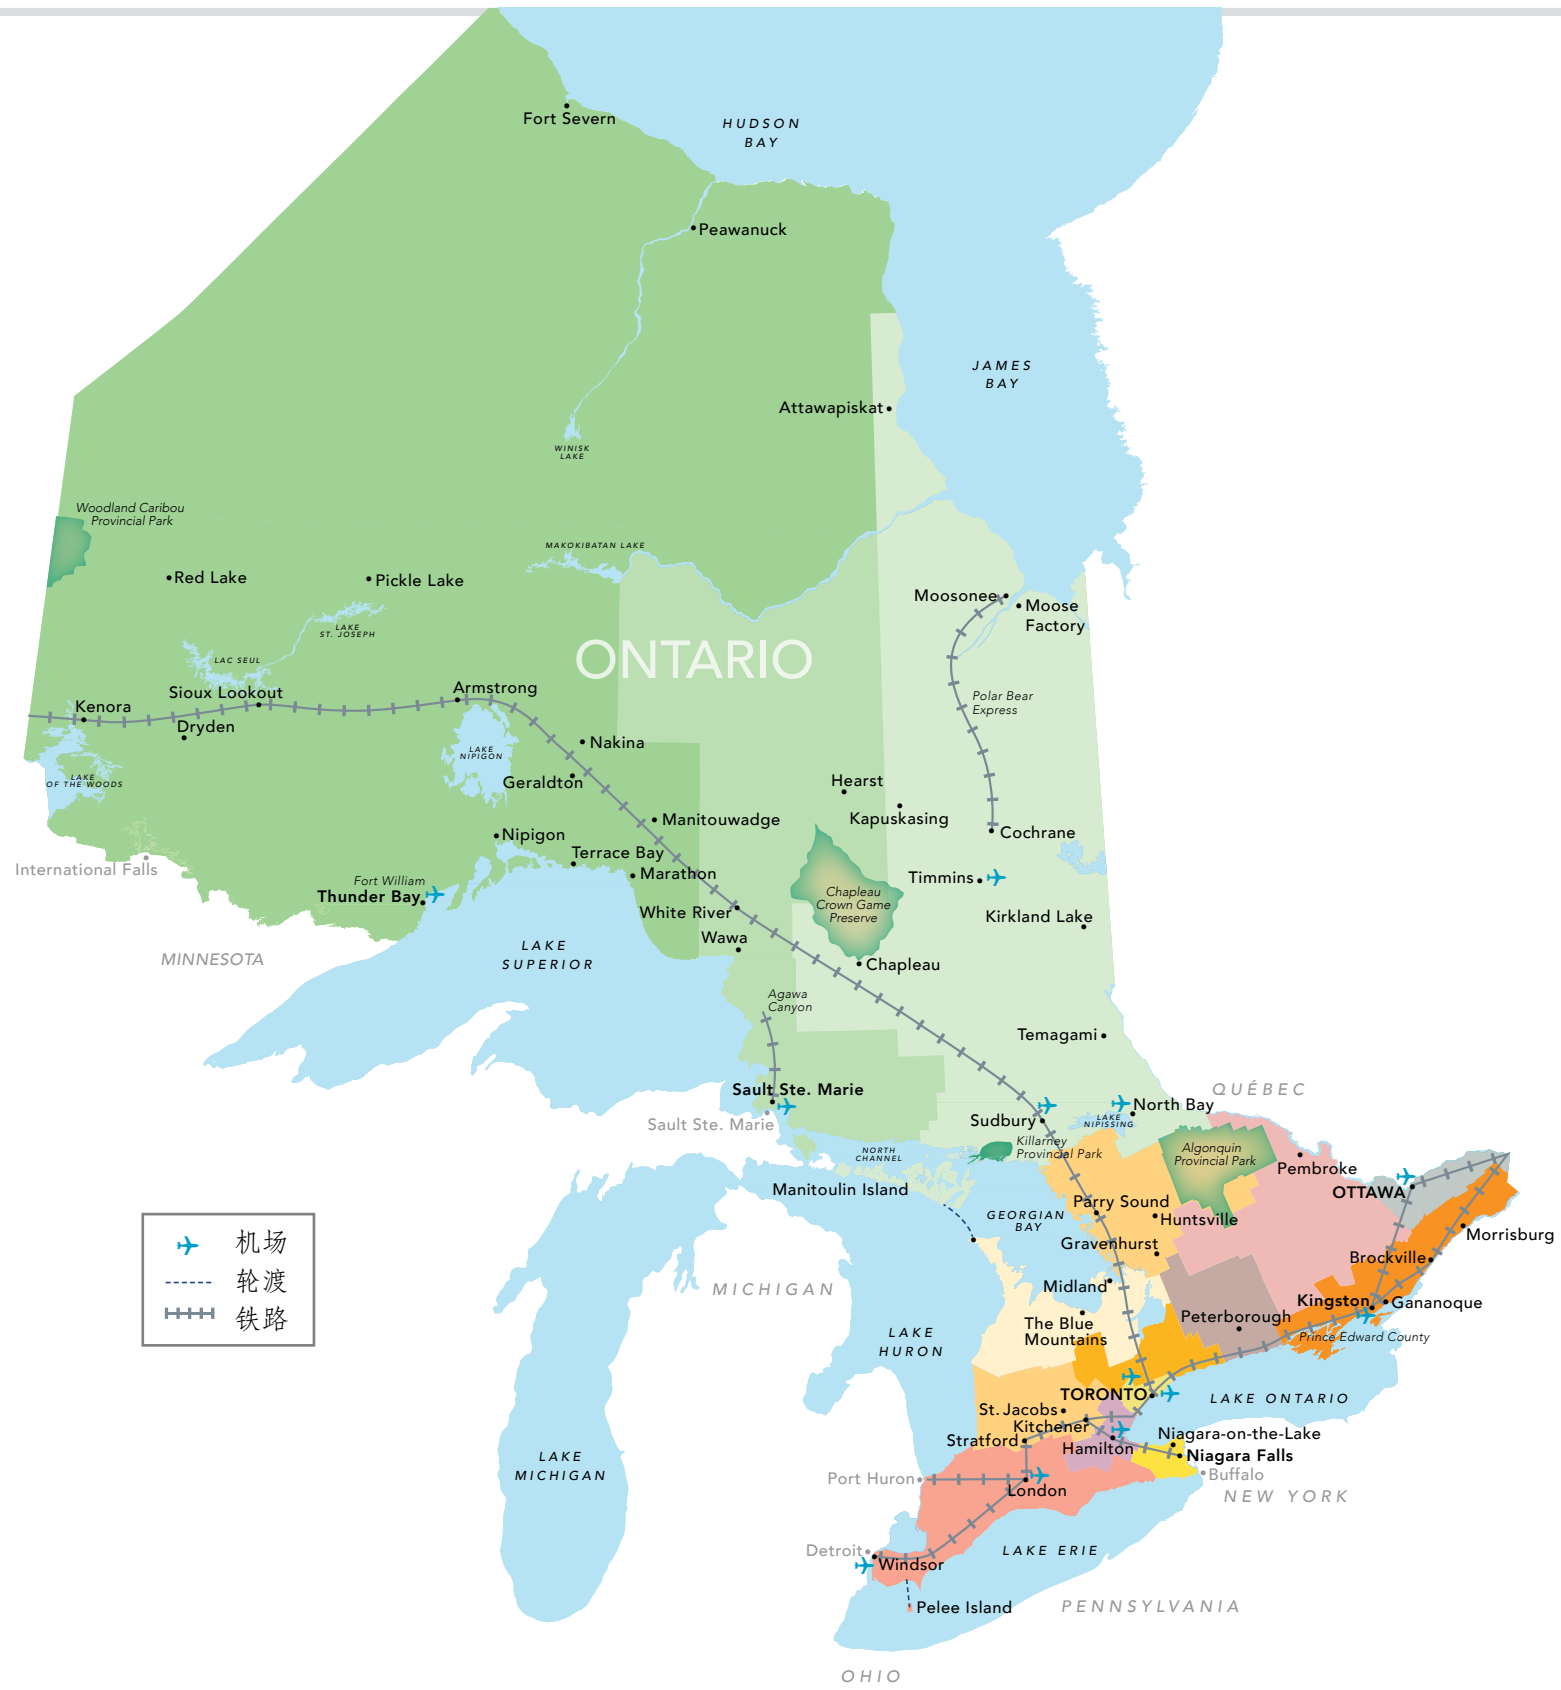 Fort Severn
HUDSON
BAY
Peawanuck
JAMES
BAY
Attawapiskat
WINISK
LAKE
Woodland Caribou
Provincial Park
MAKOKIBATAN LAKE
Red Lake
Pickle Lake
Moosonee
Moose
Factory
LAKE
ST. JOSEPH
ONTARIO
LAC SEUL
Sioux Lookout
Armstrong
Kenora
Dryden
Polar Bear
Express
Nakina
LAKE
NIPIGON
LAKE
OF THE WOODS
Geraldton
Hearst
Kapuskasing
Manitouwadge
Cochrane
Nipigon
Terrace Bay
International Falls
Marathon
Timmins
Fort William
Thunder Bay
Chapleau
Crown Game
Preserve
White River
Kirkland Lake
Wawa
LAKE
SUPERIOR
MINNESOTA
Chapleau
Agawa
Canyon
Temagami
Sault Ste. Marie
QUÉBEC
North Bay
Sault Ste. Marie
Sudbury
LAKE
NIPISSING
Killarney
Provincial Park
NORTH
CHANNEL
Algonquin
Provincial Park
Pembroke
Manitoulin Island
OTTAWA
Parry Sound
GEORGIAN
BAY
Huntsville
Morrisburg
Gravenhurst
Brockville
机场
轮渡
铁路
MICHIGAN
Midland
Kingston
Gananoque
The Blue
Mountains
Peterborough
Prince Edward County
LAKE
HURON
TORONTO
LAKE ONTARIO
St. Jacobs
Kitchener
Stratford
Hamilton
Niagara-on-the-Lake
Niagara Falls
LAKE
MICHIGAN
Port Huron
Buffalo
London
NEW YORK
Detroit
LAKE ERIE
Windsor
Pelee Island
PENNSYLVANIA
OHIO